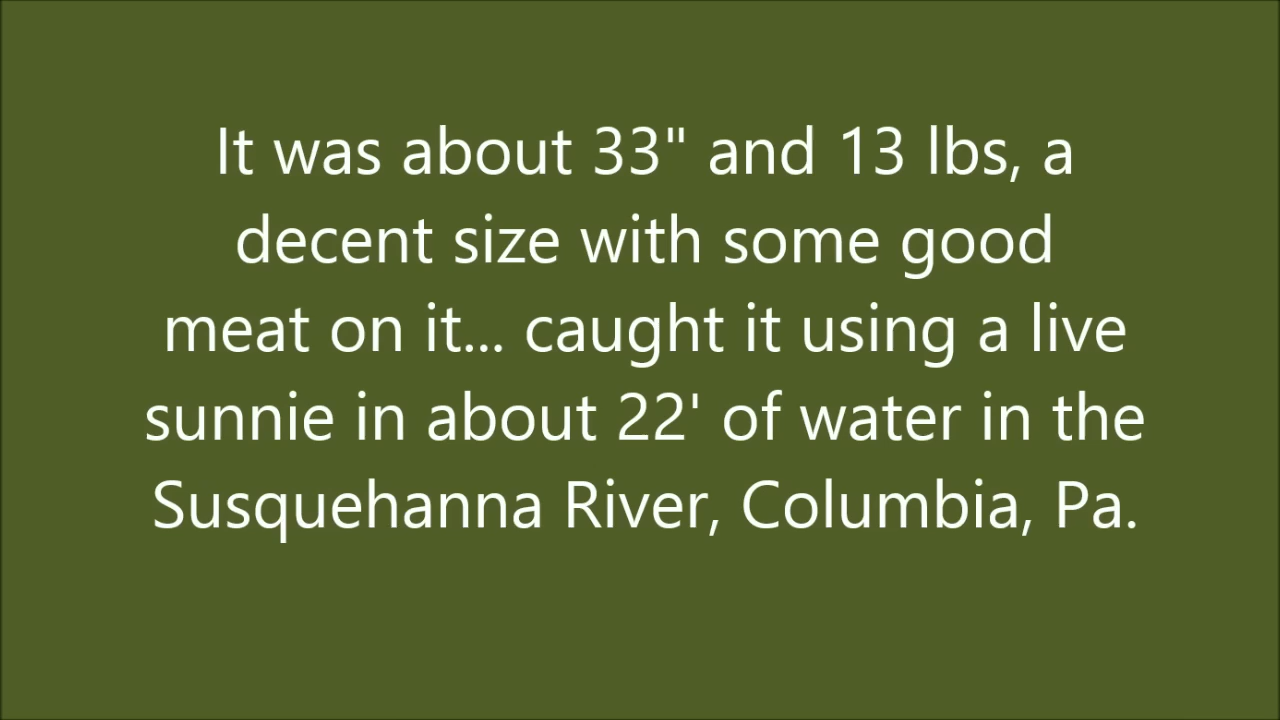 It was about 33" and 13 lbs, a
decent size with some good
meat on it... caught it using a live
sunnie in about 22' of water in the
Susquehanna River, Columbia, Pa.